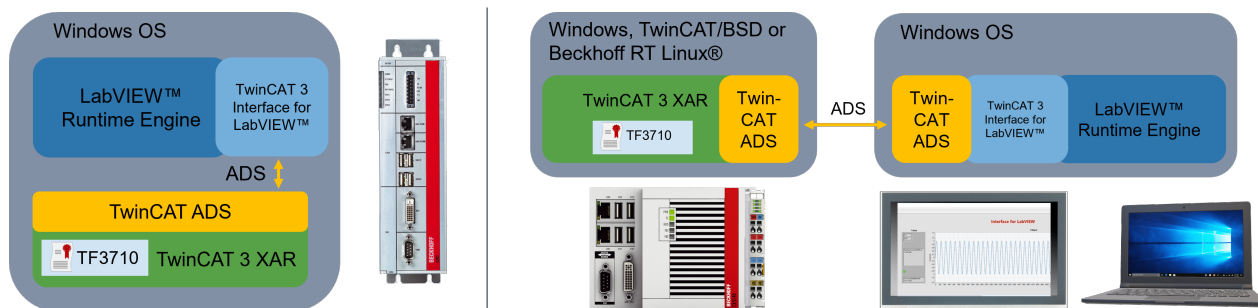 Windows OS
LabVIEW™
Runtime Engine
TwinCAT 3
Interface for
LabVIEW™
ADS
TwinCAT ADS
TF3710
TwinCAT 3 XAR
BECKHOFF
Windows, TwinCAT/BSD or
Beckhoff RT Linux®
TwinCAT 3 XAR
TF3710
Twin-
CAT
ADS
ADS
BECKHOFF
Windows OS
Twin-
CAT
ADS
TwinCAT 3
Interface for
LabVIEW™
LabVIEW™
Runtime Engine
Interface for LabVIEW